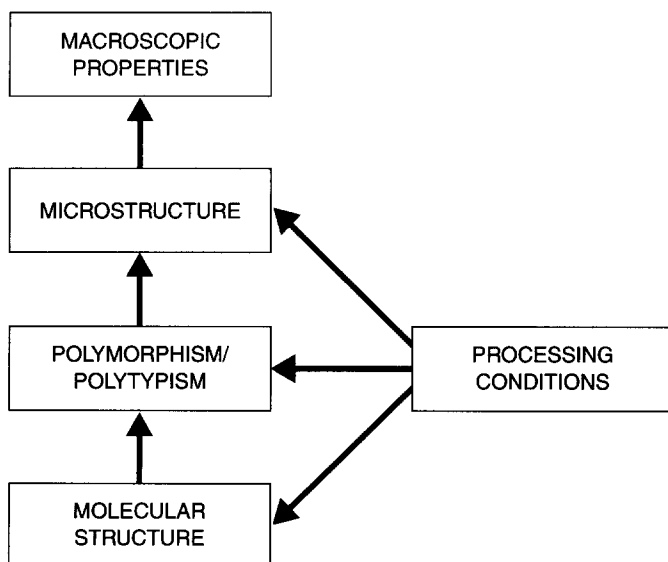 MACROSCOPIC
PROPERTIES
MICROSTRUCTURE
POLYMORPHISM/
POLYTYPISM
PROCESSING
CONDITIONS
MOLECULAR
STRUCTURE